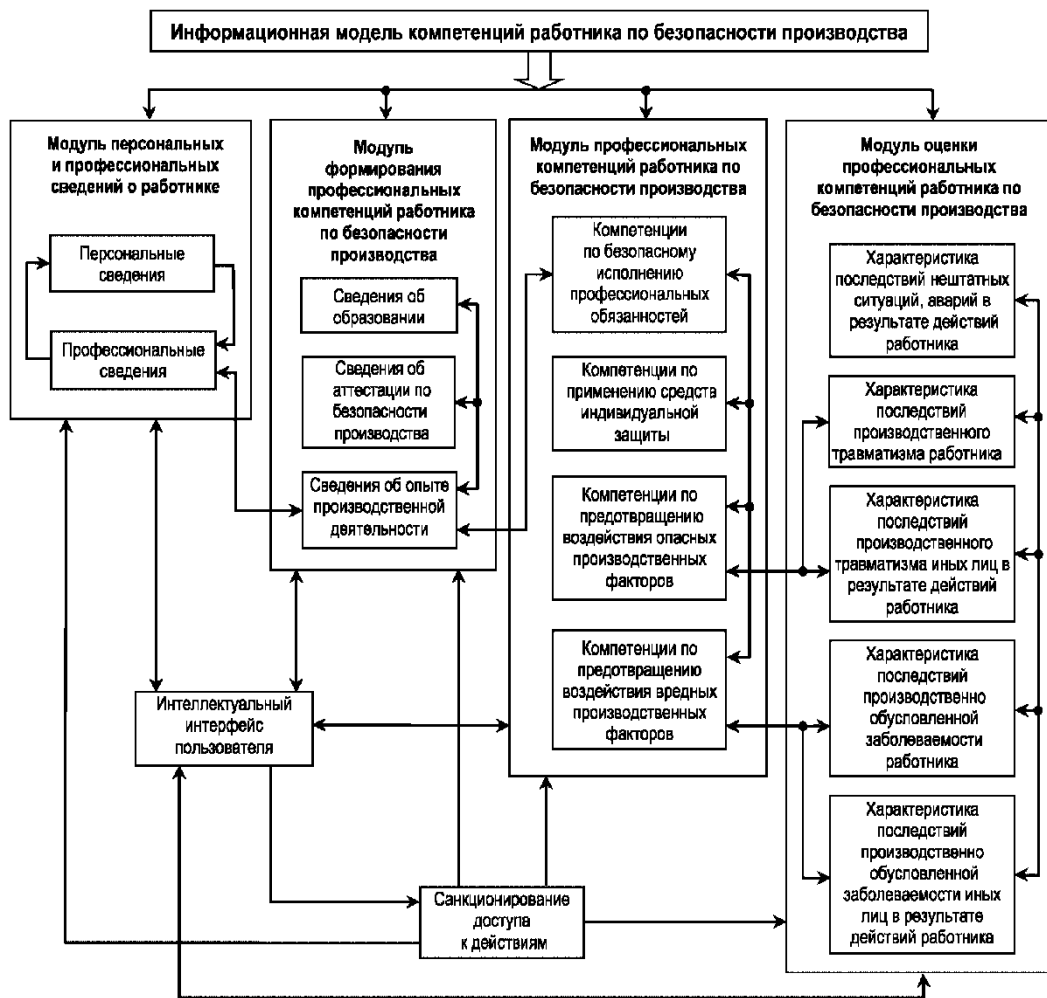 Информационная модель компетенций работника по безопасности производства
Модуль персональных
и профессиональных
сведений о работнике
Персональные
сведения
Профессиональные
сведения
Модуль
формирования
профессиональных
компетенций работника
по безопасности
производства
Сведения об
образовании
Сведения об
аттестации по
безопасности
производства
Сведения об опыте
производственной
деятельности
Модуль профессиональных
компетенций работника по
безопасности производства
Компетенции
по безопасному
исполнению
профессиональных
обязанностей
Компетенции по
применению средств
индивидуальной
защиты
Компетенции по
предотвращению
воздействия опасных
производственных
факторов
Компетенции по
предотвращению
воздействия вредных
производственных
факторов
Модуль оценки
профессиональных
компетенций работника по
безопасности производства
Характеристика
последствий нештатных
ситуаций, аварий в
результате действий
работника
Характеристика
последствий
производственного
травматизма работника
Характеристика
последствий
производственного
травматизма иных лиц в
результате действий
работника
Характеристика
последствий
производственно
обусловленной
заболеваемости
работника
Характеристика
последствий
производственно
обусловленной
заболеваемости иных
лиц в результате
действий работника
Интеллектуальный
интерфейс
пользователя
Санкционирование
доступа
к действиям